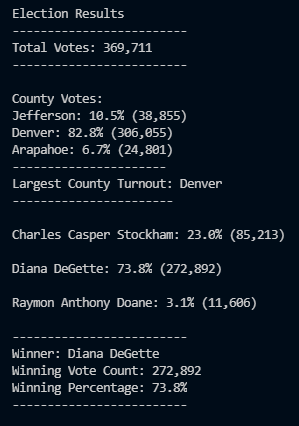 Election Results
-------------------------
Total Votes: 369,711
-------------------------
County Votes:
Jefferson: 10.5% (38,855)
Denver: 82.8% (306,055)
Arapahoe: 6.7% (24,801)
----------------------
Largest County Turnout: Denver
-----------------------
Charles Casper Stockham: 23.0% (85,213)
Diana DeGette: 73.8% (272,892)
Raymon Anthony Doane: 3.1% (11,606)
-------------------------
Winner: Diana DeGette
Winning Vote Count: 272,892
Winning Percentage: 73.8%
-------------------------